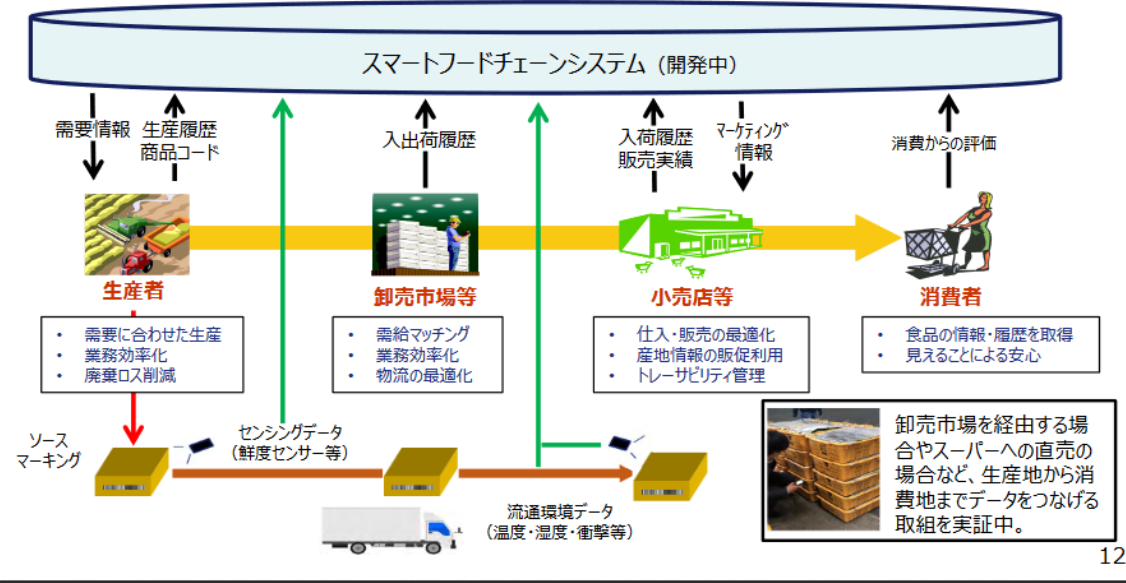 スマートフードチェーンシステム（開発中）
需要情報
生産履歴
商品コード
入出荷履歴
入荷履歴
販売実績
マーケティング
情報
消費からの評価
生産者
卸売市場等
小売店等
消費者
・ 需要に合わせた生産
・ 業務効率化
・ 廃棄ロス削減
・ 需給マッチング
・ 業務効率化
・ 物流の最適化
・ 仕入・販売の最適化
・ 産地情報の販促利用
・ トレーサビリティ管理
・ 食品の情報・履歴を取得
・ 見えることによる安心
ソース
マーキング
センシングデータ
（鮮度センサー等）
流通環境データ
（温度・湿度・衝撃等）
卸売市場を経由する場
合やスーパーへの直売の
場合など、生産地から消
費地までデータをつなげる
取組を実証中。
12